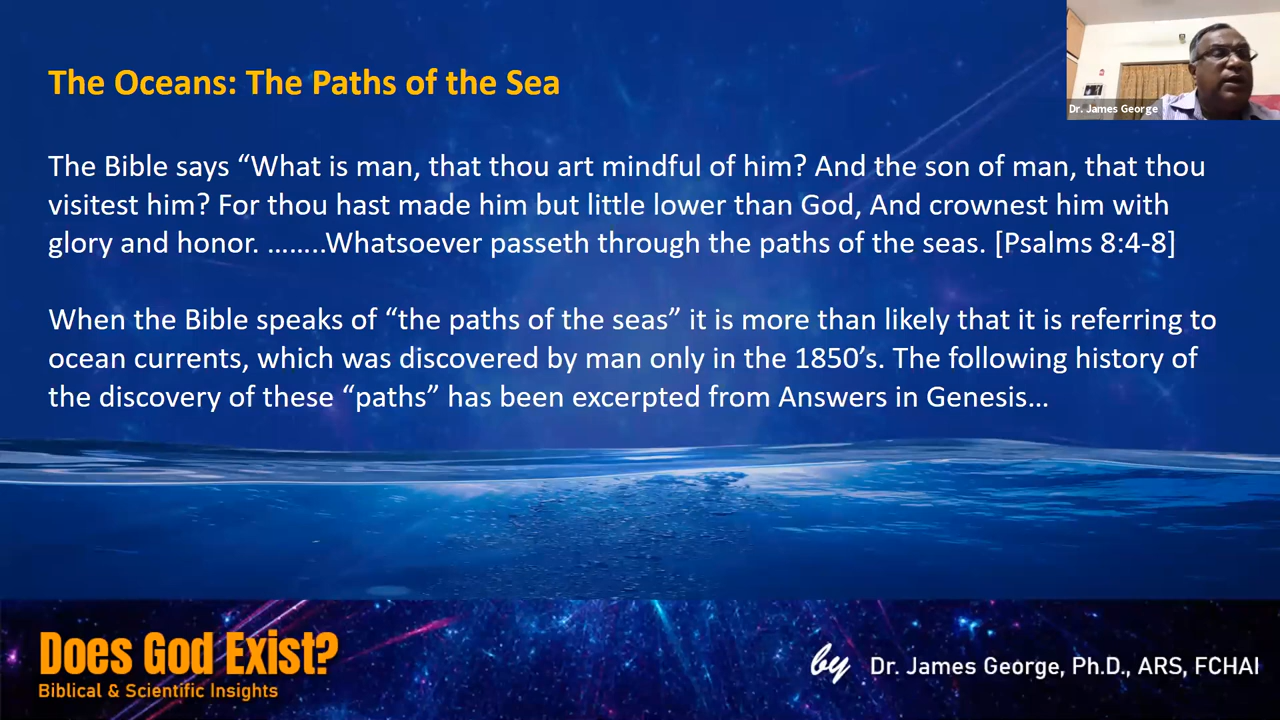 The Oceans: The Paths of the Sea
Dr. James George
The Bible says “What is man, that thou art mindful of him? And the son of man, that thou
visitest him? For thou hast made him but little lower than God, And crownest him with
glory and honor. ……..Whatsoever passeth through the paths of the seas. [Psalms 8:4-8]
When the Bible speaks of “the paths of the seas” it is more than likely that it is referring to
ocean currents, which was discovered by man only in the 1850’s. The following history of
the discovery of these “paths” has been excerpted from Answers in Genesis…
Does God Exist?
Biblical & Scientific Insights
by Dr. James George, Ph.D., ARS, FCHAI